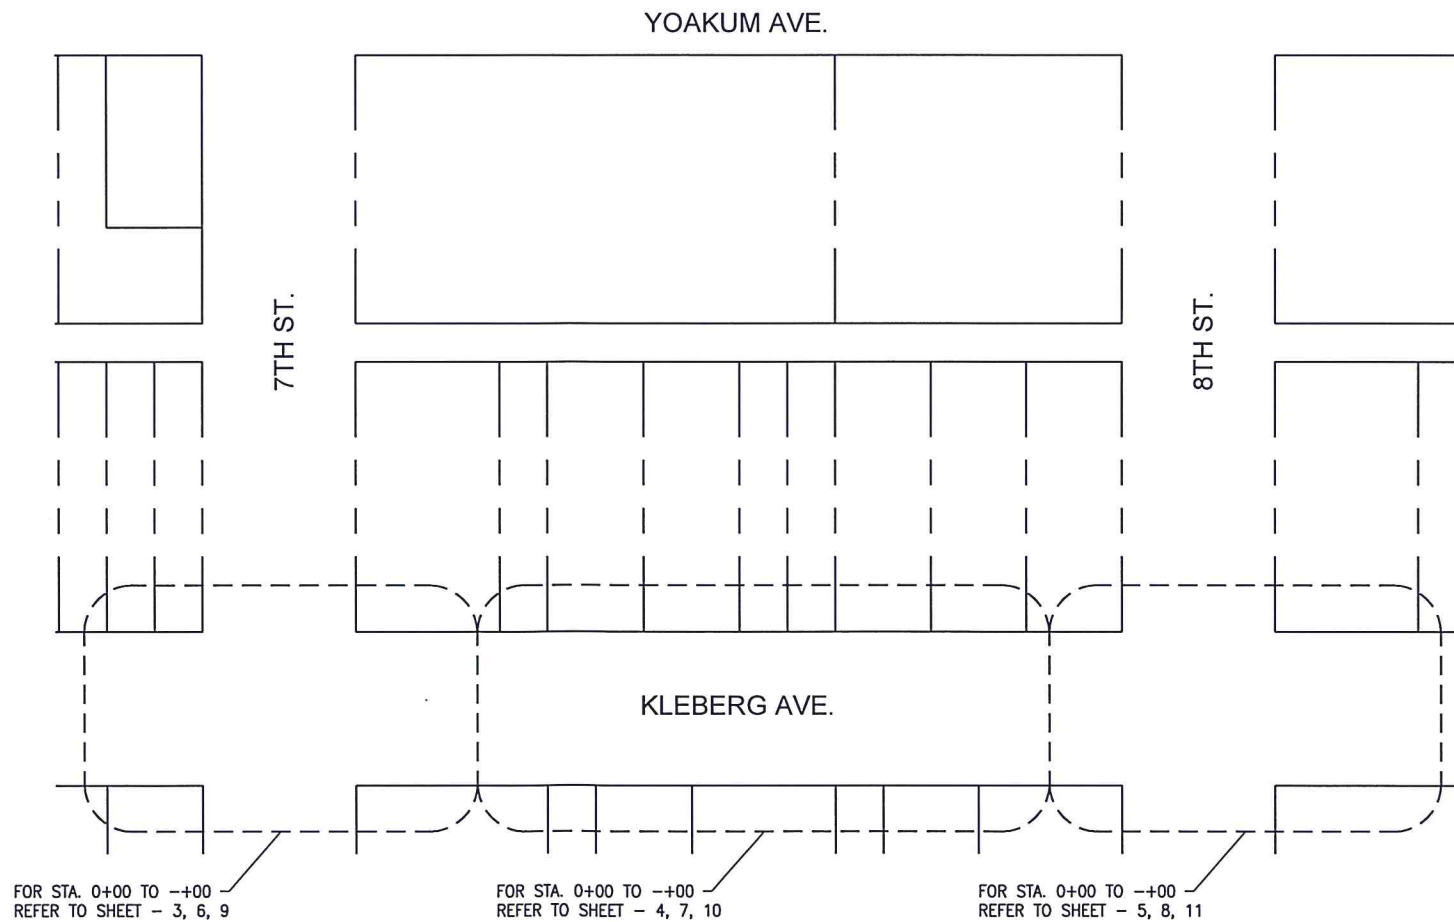 YOAKUM AVE.
7TH ST.
8TH ST.
KLEBERG AVE.
FOR STA. 0+00 TO -+00
REFER TO SHEET - 3, 6, 9
FOR STA. 0+00 TO -+00
REFER TO SHEET - 4, 7, 10
FOR STA. 0+00 TO -+00
REFER TO SHEET - 5, 8, 11